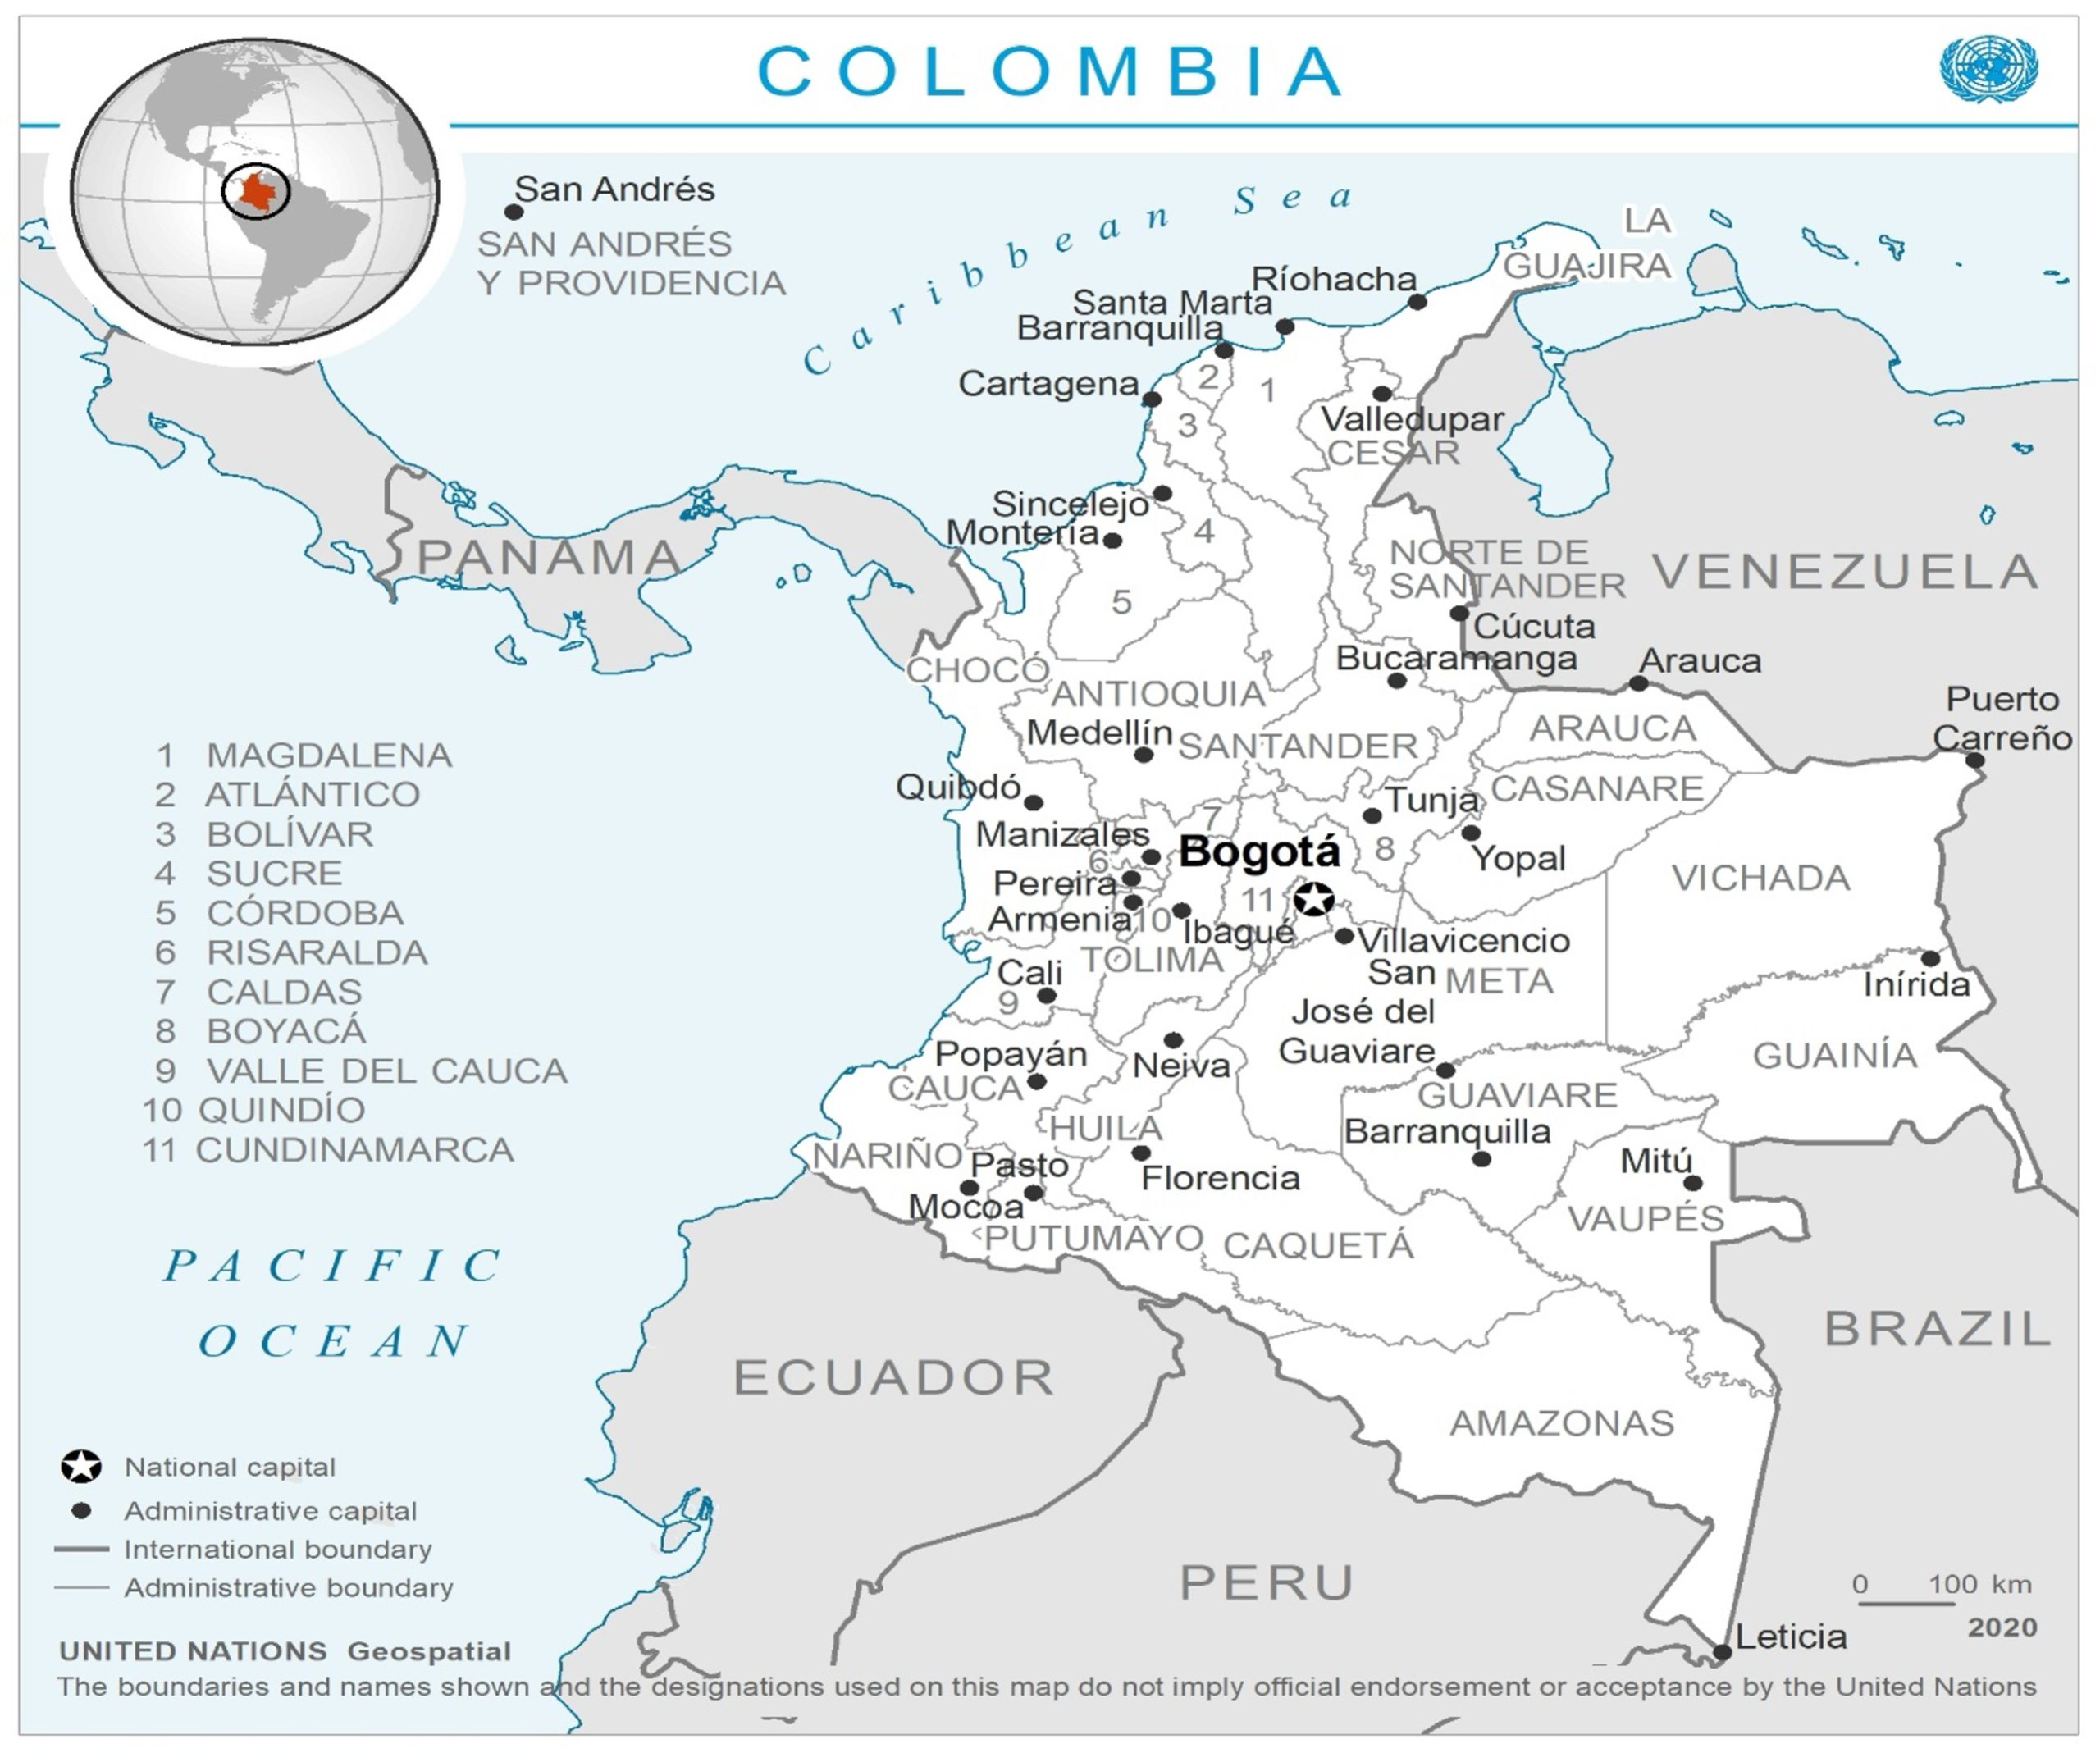 COLOMBIA
San Andrés
SAN ANDRÉS
Y PROVIDENCIA
Caribbean Sea
LA
GUAJIRA
Ríohacha
Santa Marta
Barranquilla
Cartagena
2
1
3
Valledupar
CESAR
Sincelejo
Montería
4
5
NORTE DE
SANTANDER
PANAMA
VENEZUELA
Cúcuta
Bucaramanga
Arauca
CHOCÓ
ANTIOQUIA
Puerto
Carreño
ARAUCA
Medellín
SANTANDER
Quibdó
CASANARE
Tunja
7
Manizales
6
Bogotá
8
Yopal
VICHADA
Pereira
11
Armenia
10
Ibagué
Villavicencio
TOLIMA
Cali
9
San
José del
Guaviare
META
Inírida
GUAINÍA
Popayán
CAUCA
Neiva
GUAVIARE
HUILA
Barranquilla
NARIÑO
Pasto
Mitú
Florencia
Mocoa
VAUPÉS
PUTUMAYO
CAQUETÁ
1 MAGDALENA
2 ATLÁNTICO
3 BOLÍVAR
4 SUCRE
5 CÓRDOBA
6 RISARALDA
7 CALDAS
8 BOYACÁ
9 VALLE DEL CAUCA
10 QUINDÍO
11 CUNDINAMARCA
PACIFIC
OCEAN
ECUADOR
BRAZIL
AMAZONAS
PERU
Leticia
National capital
Administrative capital
International boundary
Administrative boundary
0 100 km
2020
UNITED NATIONS Geospatial
The boundaries and names shown and the designations used on this map do not imply official endorsement or acceptance by the United Nations